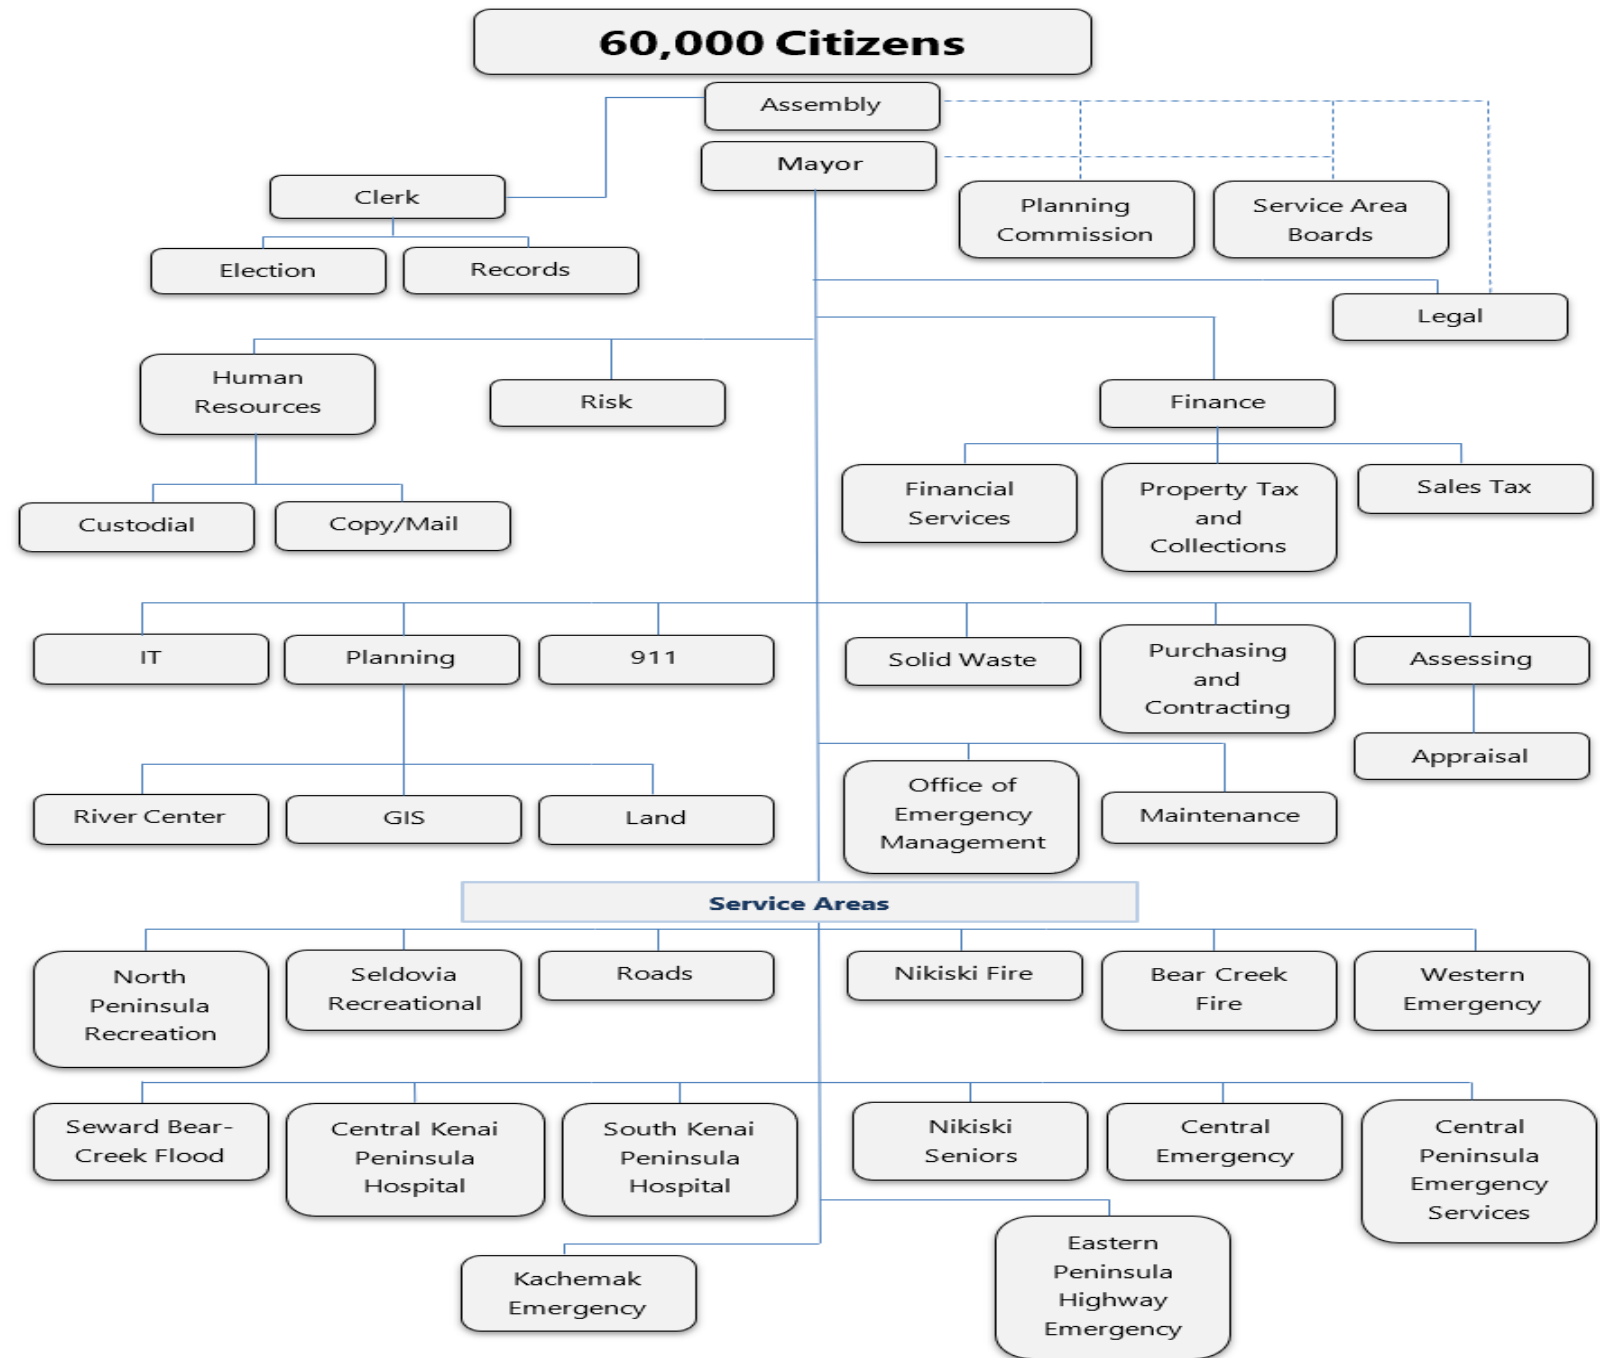 60,000 Citizens
Assembly
Mayor
Clerk
Planning
Commission
Service Area
Boards
Election
Records
Legal
Human
Resources
Risk
Finance
Custodial
Copy/Mail
Financial
Services
Property Tax
and
Collections
Sales Tax
IT
Planning
911
Solid Waste
Purchasing
and
Contracting
Assessing
Appraisal
River Center
GIS
Land
Office of
Emergency
Management
Maintenance
Service Areas
North
Peninsula
Recreation
Seldovia
Recreational
Roads
Nikiski Fire
Bear Creek
Fire
Western
Emergency
Seward Bear-
Creek Flood
Central Kenai
Peninsula
Hospital
South Kenai
Peninsula
Hospital
Nikiski
Seniors
Central
Emergency
Central
Peninsula
Emergency
Services
Kachemak
Emergency
Eastern
Peninsula
Highway
Emergency